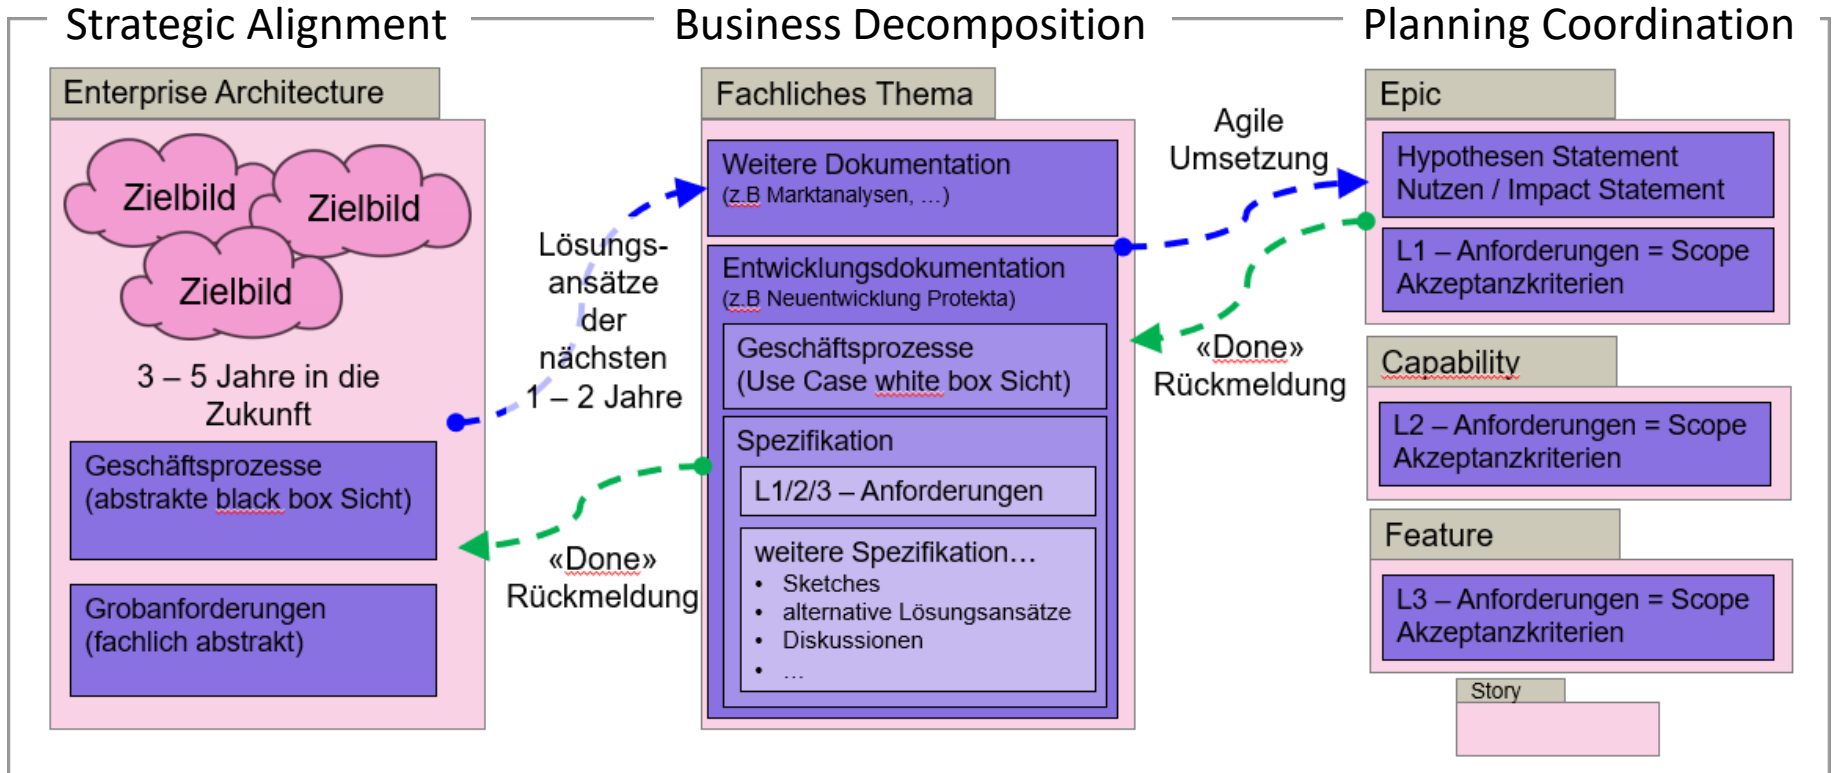 Strategic Alignment
Business Decomposition
Planning Coordination
Enterprise Architecture
Zielbild
Zielbild
Zielbild
3 – 5 Jahre in die
Zukunft
Geschäftsprozesse
(abstrakte black box Sicht)
Grobanforderungen
(fachlich abstrakt)
Lösungs-
ansätze
der
nächsten
1 – 2 Jahre
«Done»
Rückmeldung
Fachliches Thema
Weitere Dokumentation
(z.B Marktanalysen, …)
Entwicklungsdokumentation
(z.B Neuentwicklung Protekta)
Geschäftsprozesse
(Use Case white box Sicht)
Spezifikation
L1/2/3 – Anforderungen
weitere Spezifikation…
• Sketches
• alternative Lösungsansätze
• Diskussionen
• …
Agile
Umsetzung
«Done»
Rückmeldung
Epic
Hypothesen Statement
Nutzen / Impact Statement
L1 – Anforderungen = Scope
Akzeptanzkriterien
Capability
L2 – Anforderungen = Scope
Akzeptanzkriterien
Feature
L3 – Anforderungen = Scope
Akzeptanzkriterien
Story